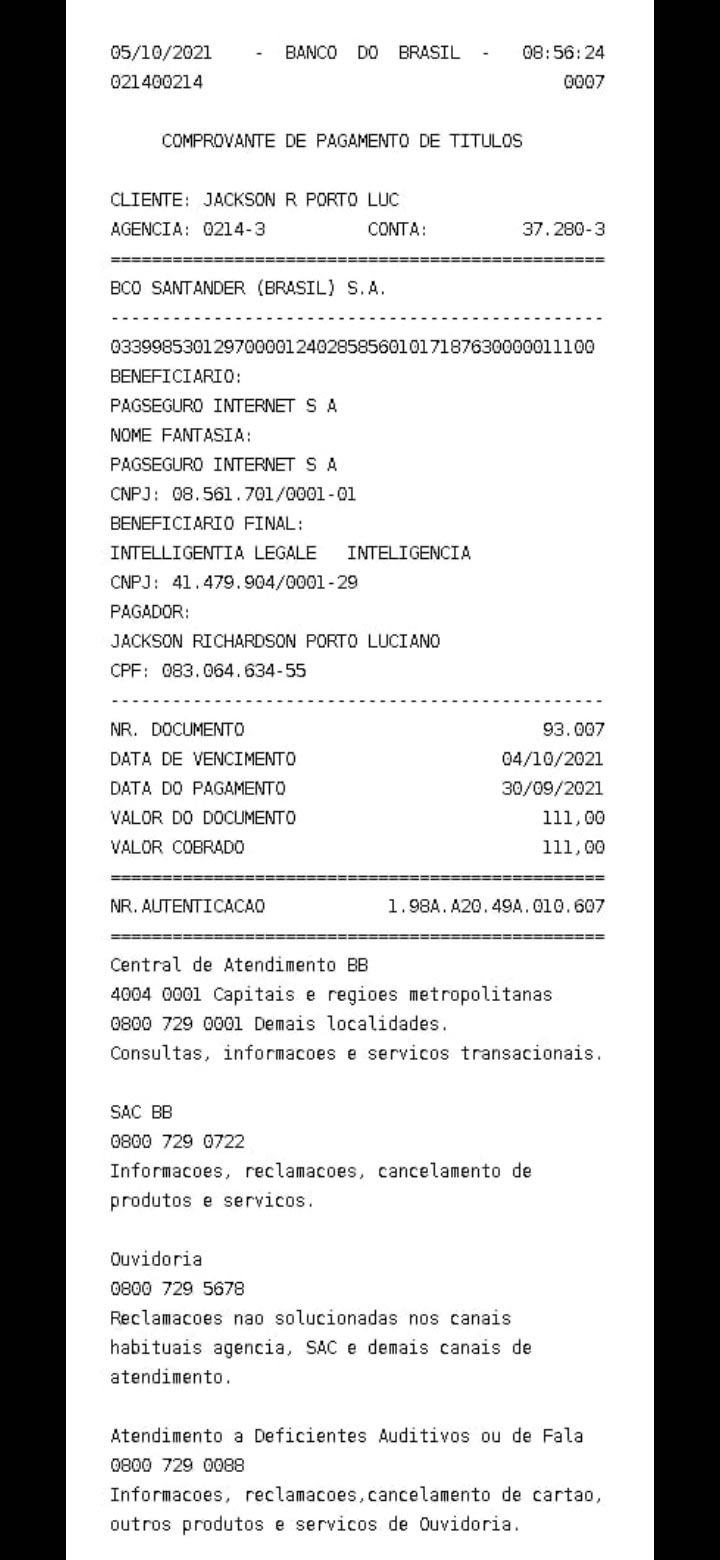 05/10/2021 - BANCO DO BRASIL - 08:56:24
021400214 0007
COMPROVANTE DE PAGAMENTO DE TITULOS
CLIENTE: JACKSON R PORTO LUC
AGENCIA: 0214-3 CONTA: 37.280-3
================================================
BCO SANTANDER (BRASIL) S.A.
------------------------------------------------
03399853012970000124028585601017187630000011100
BENEFICIARIO:
PAGSEGURO INTERNET S A
NOME FANTASIA:
PAGSEGURO INTERNET S A
CNPJ: 08.561.701/0001-01
BENEFICIARIO FINAL:
INTELLIGENTIA LEGALE INTELIGENCIA
CNPJ: 41.479.904/0001-29
PAGADOR:
JACKSON RICHARDSON PORTO LUCIANO
CPF: 083.064.634-55
------------------------------------------------
NR. DOCUMENTO 93.007
DATA DE VENCIMENTO 04/10/2021
DATA DO PAGAMENTO 30/09/2021
VALOR DO DOCUMENTO 111,00
VALOR COBRADO 111,00
================================================
NR.AUTENTICACAO 1.98A.A20.49A.010.607
================================================
Central de Atendimento BB
4004 0001 Capitais e regioes metropolitanas
0800 729 0001 Demais localidades.
Consultas, informacoes e servicos transacionais.
SAC BB
0800 729 0722
Informacoes, reclamacoes, cancelamento de
produtos e servicos.
Ouvidoria
0800 729 5678
Reclamacoes nao solucionadas nos canais
habituais agencia, SAC e demais canais de
atendimento.
Atendimento a Deficientes Auditivos ou de Fala
0800 729 0088
Informacoes, reclamacoes,cancelamento de cartao,
outros produtos e servicos de Ouvidoria.